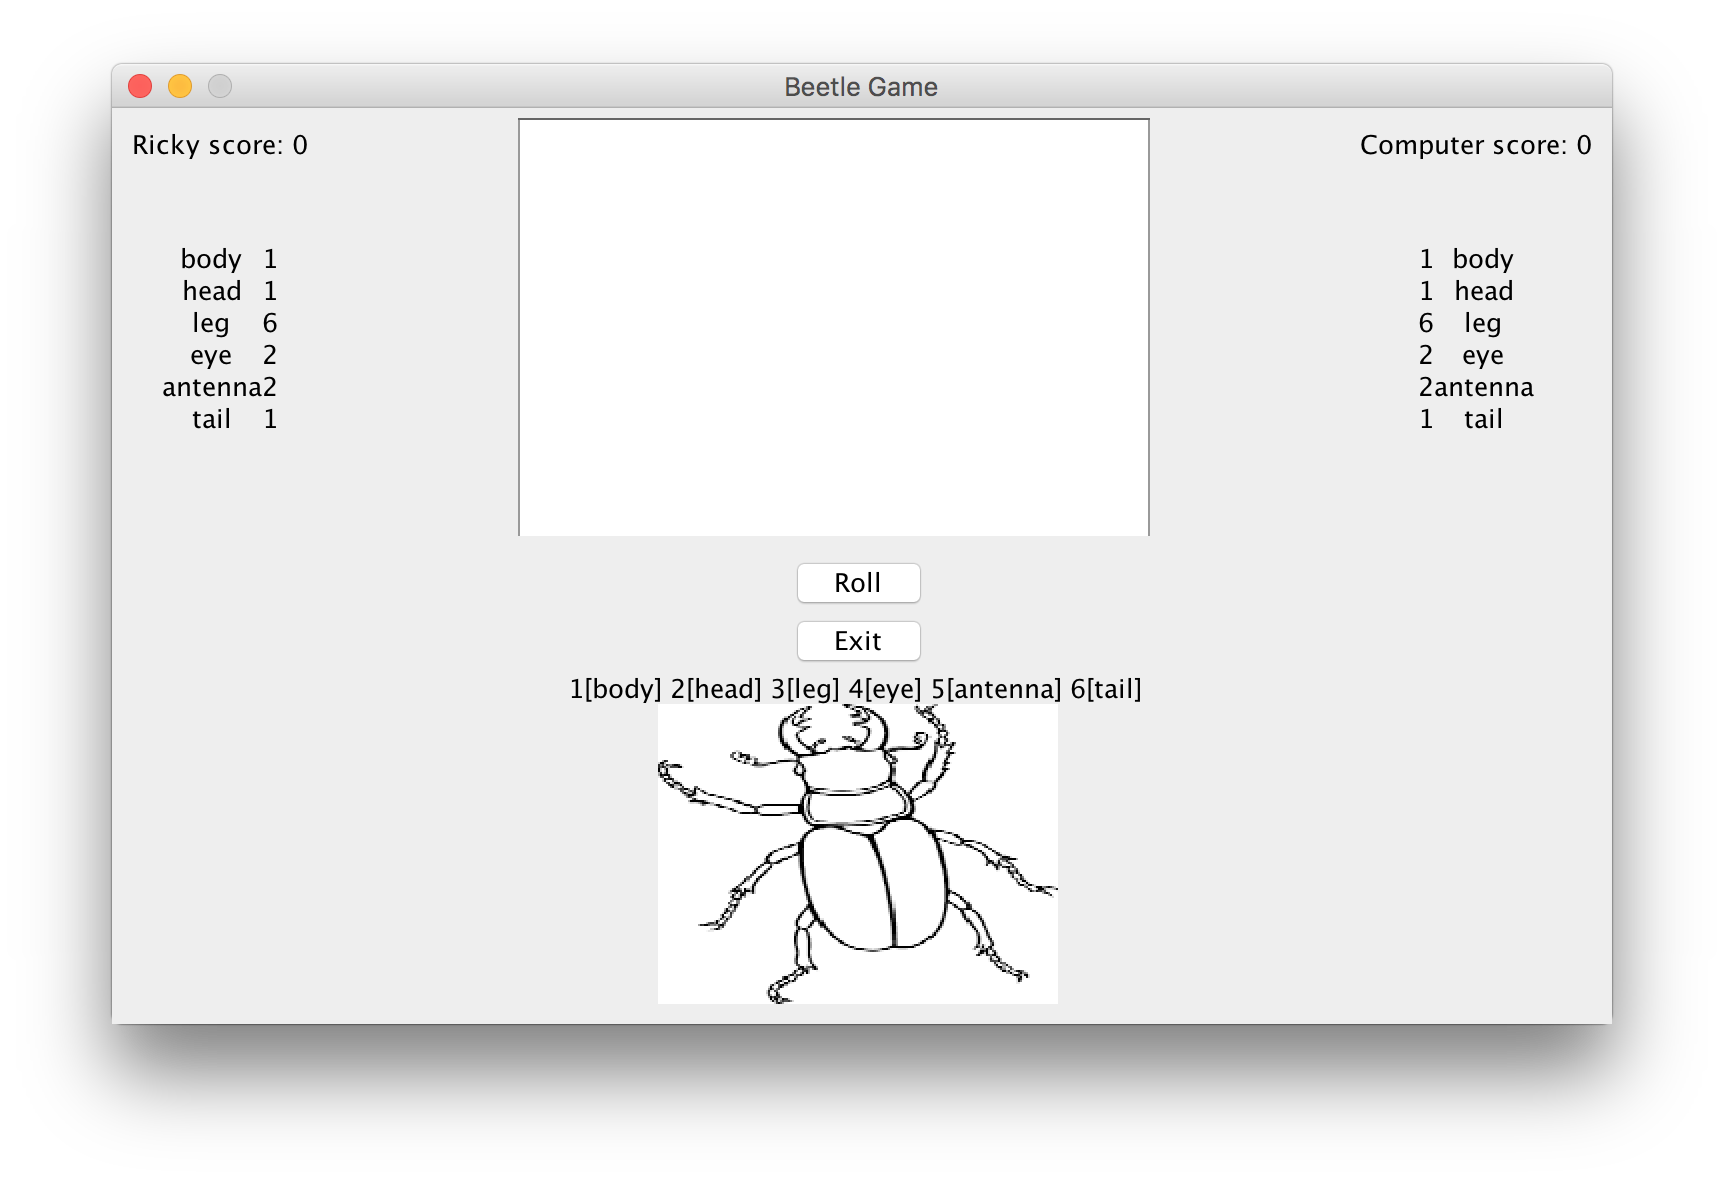 Beetle Game
Ricky score: 0
Computer score: 0
body 1
head 1
leg 6
eye 2
antenna2
tail 1
1 body
1 head
6 leg
2 eye
2antenna
1 tail
Roll
Exit
1[body] 2[head] 3[leg] 4[eye] 5[antenna] 6[tail]